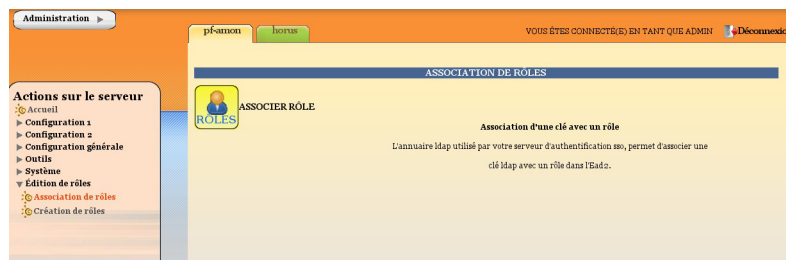 Administration
pf-amon
horus
VOUS ÊTES CONNECTÉ(E) EN TANT QUE ADMIN
Déconnexio
ASSOCIATION DE RÔLES
Actions sur le serveur
Accueil
Configuration 1
Configuration 2
Configuration générale
Outils
Système
Édition de rôles
Association de rôles
Création de rôles
RÔLES
ASSOCIER RÔLE
Association d'une clé avec un rôle
L'annuaire ldap utilisé par votre serveur d'authentification sso, permet d'associer une
clé ldap avec un rôle dans l'Ead2.